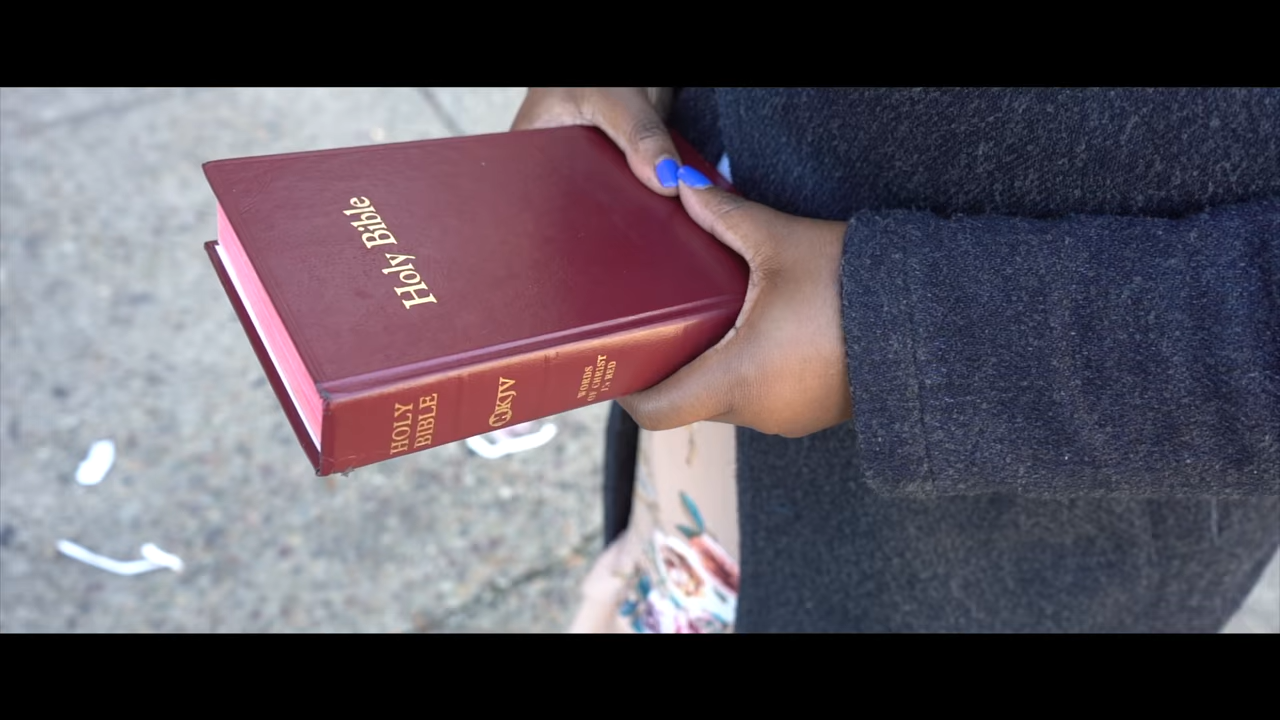 Holy Bible
HOLY
BIBLE
NKJV
WORDS
OF CHRIST
IN RED